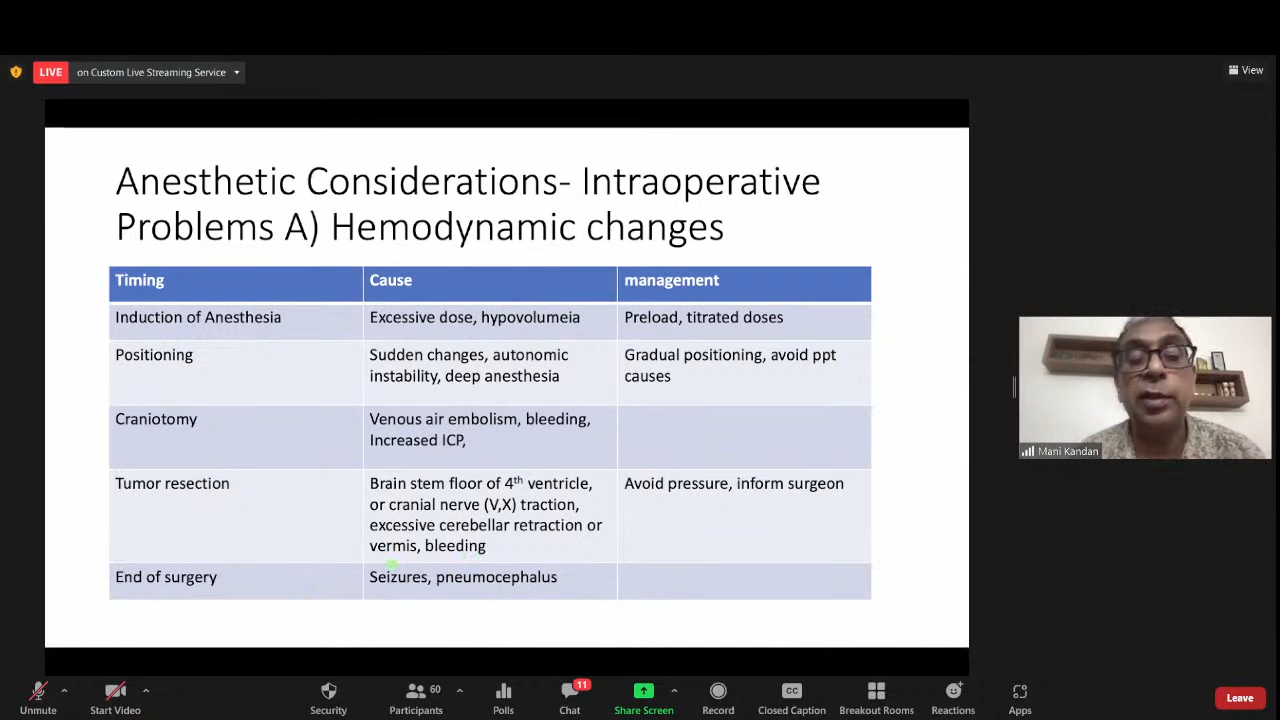 LIVE on Custom Live Streaming Service
View
Anesthetic Considerations- Intraoperative
Problems A) Hemodynamic changes
Timing
Cause
management
Induction of Anesthesia
Excessive dose, hypovolumeia
Preload, titrated doses
Positioning
Sudden changes, autonomic
instability, deep anesthesia
Gradual positioning, avoid ppt
causes
Craniotomy
Venous air embolism, bleeding,
Increased ICP,
Tumor resection
Brain stem floor of 4th ventricle,
or cranial nerve (V,X) traction,
excessive cerebellar retraction or
vermis, bleeding
Avoid pressure, inform surgeon
End of surgery
Seizures, pneumocephalus
Mani Kandan
Unmute
Start Video
Security
60
Participants
Polls
11
Chat
Share Screen
Record
CC
Closed Caption
Breakout Rooms
Reactions
Apps
Leave